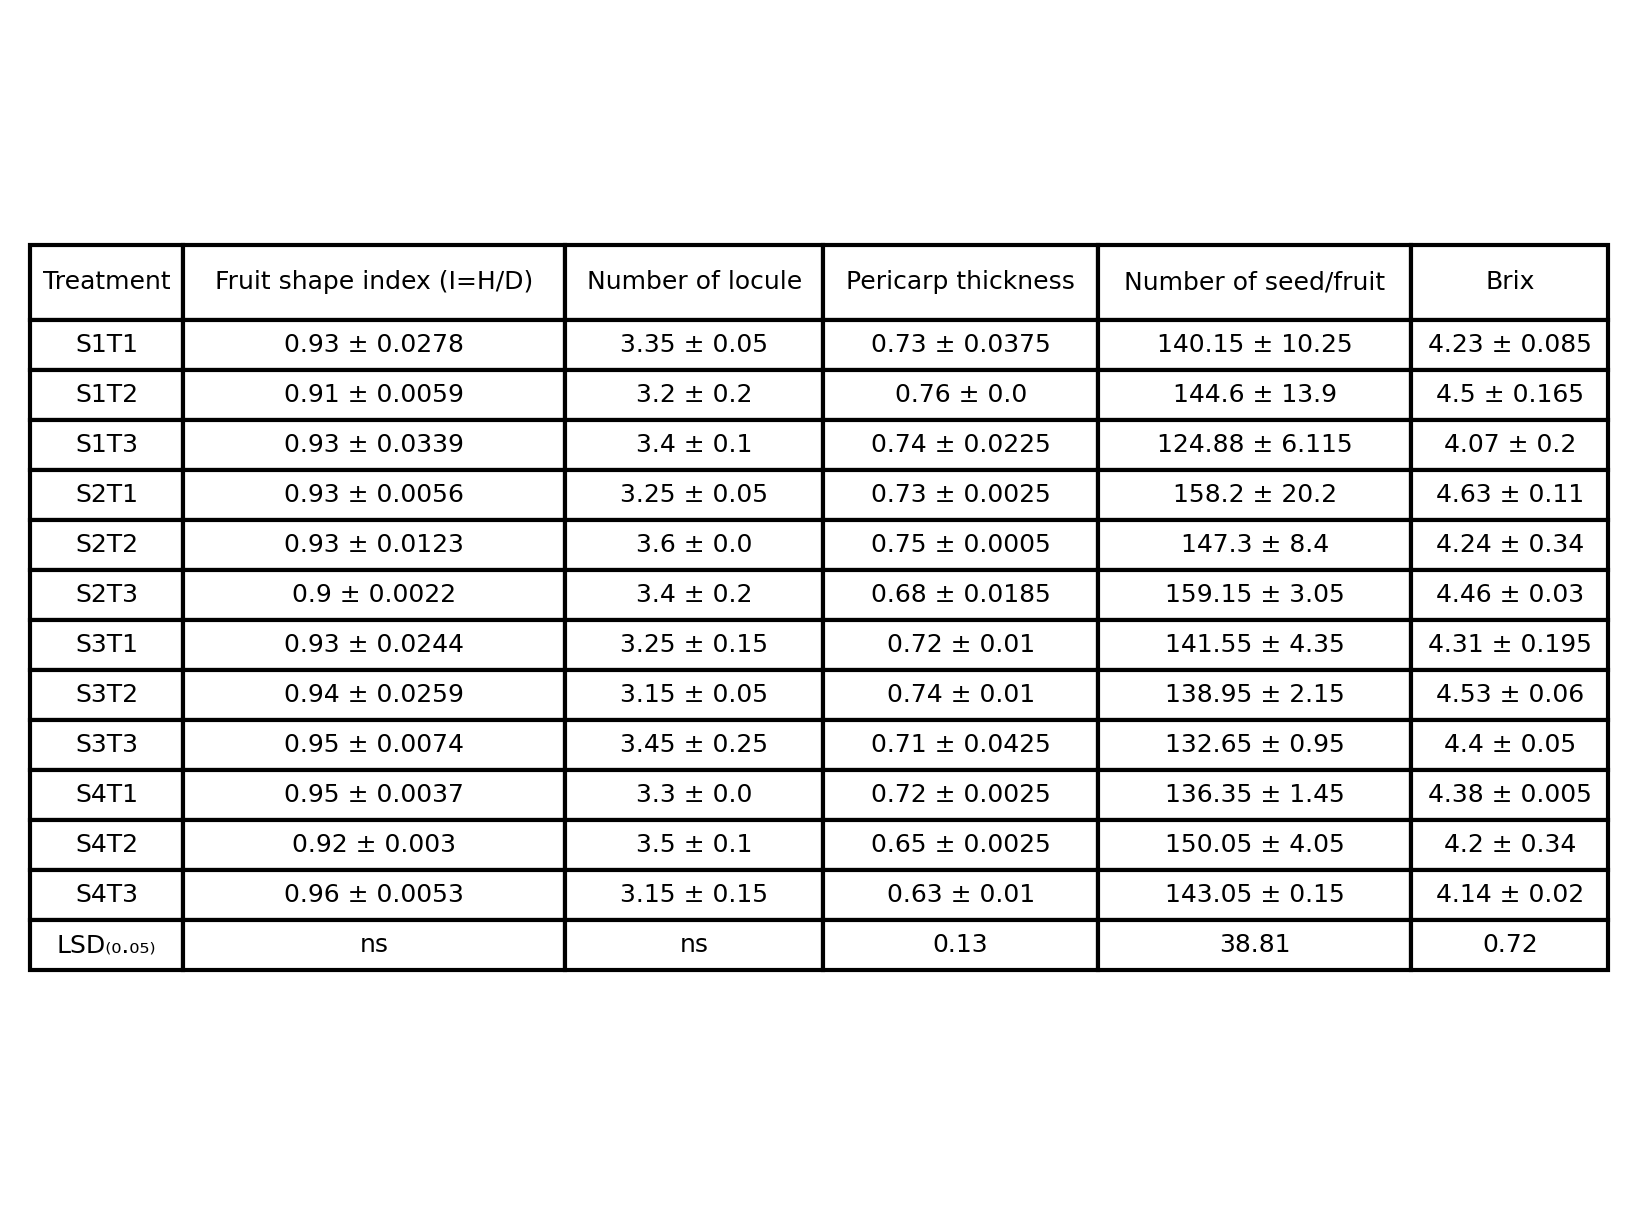 Treatment Fruit shape index (I=H/D) Number of locule Pericarp thickness Number of seed/fruit Brix
S1T1 0.93 ± 0.0278 3.35 ± 0.05 0.73 ± 0.0375 140.15 ± 10.25 4.23 ± 0.085
S1T2 0.91 ± 0.0059 3.2 ± 0.2 0.76 ± 0.0 144.6 ± 13.9 4.5 ± 0.165
S1T3 0.93 ± 0.0339 3.4 ± 0.1 0.74 ± 0.0225 124.88 ± 6.115 4.07 ± 0.2
S2T1 0.93 ± 0.0056 3.25 ± 0.05 0.73 ± 0.0025 158.2 ± 20.2 4.63 ± 0.11
S2T2 0.93 ± 0.0123 3.6 ± 0.0 0.75 ± 0.0005 147.3 ± 8.4 4.24 ± 0.34
S2T3 0.9 ± 0.0022 3.4 ± 0.2 0.68 ± 0.0185 159.15 ± 3.05 4.46 ± 0.03
S3T1 0.93 ± 0.0244 3.25 ± 0.15 0.72 ± 0.01 141.55 ± 4.35 4.31 ± 0.195
S3T2 0.94 ± 0.0259 3.15 ± 0.05 0.74 ± 0.01 138.95 ± 2.15 4.53 ± 0.06
S3T3 0.95 ± 0.0074 3.45 ± 0.25 0.71 ± 0.0425 132.65 ± 0.95 4.4 ± 0.05
S4T1 0.95 ± 0.0037 3.3 ± 0.0 0.72 ± 0.0025 136.35 ± 1.45 4.38 ± 0.005
S4T2 0.92 ± 0.003 3.5 ± 0.1 0.65 ± 0.0025 150.05 ± 4.05 4.2 ± 0.34
S4T3 0.96 ± 0.0053 3.15 ± 0.15 0.63 ± 0.01 143.05 ± 0.15 4.14 ± 0.02
LSD₍₀.₀₅₎ ns ns 0.13 38.81 0.72